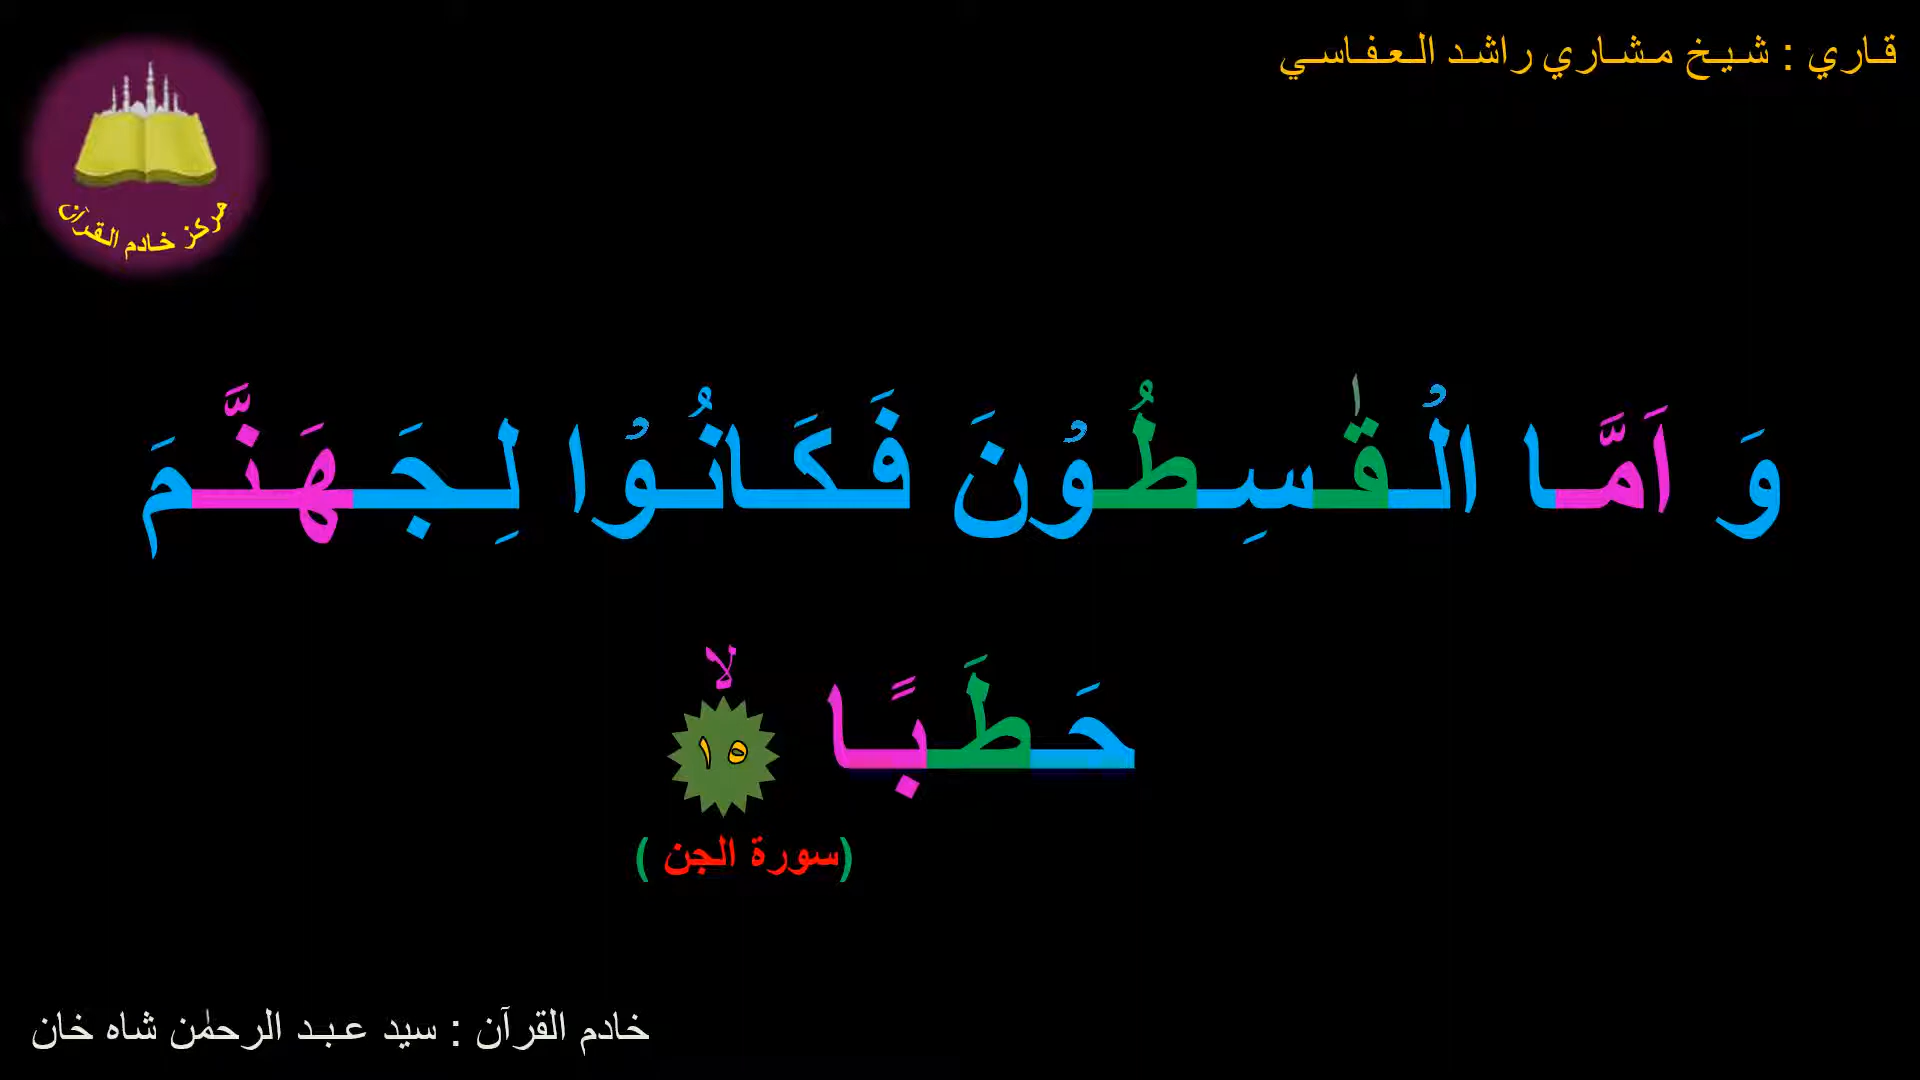 قاري : شيخ مشاري راشد العفاسي
مركز خادم القرآن
وَ اَمَّا الْقٰسِطُوْنَ فَكَانُوْا لِجَهَنَّمَ
حَطَبًا ۙ ١٥
(سورة الجن )
خادم القرآن : سيد عبد الرحمٰن شاه خان